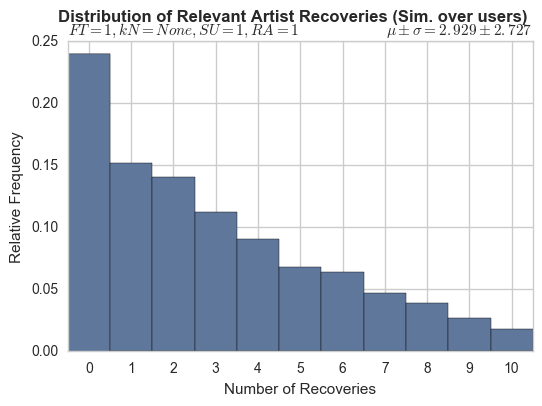 Distribution of Relevant Artist Recoveries (Sim. over users)
FT = 1, kN = None, SU = 1, RA = 1 μ ± σ = 2.929 ± 2.727
0.25
0.20
0.15
0.10
0.05
0.00
Relative Frequency
0 1 2 3 4 5 6 7 8 9 10
Number of Recoveries